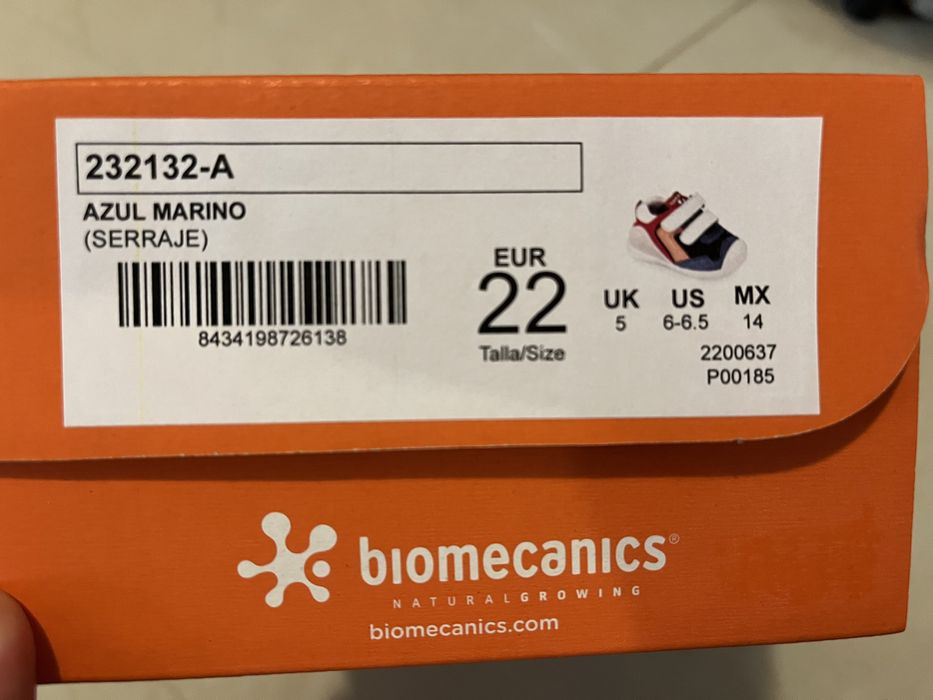 232132-A
AZUL MARINO
(SERRAJE)
8434198726138
EUR
22
Talla/Size
UK US MX
5 6-6.5 14
2200637
P00185
biomecanics®
NATURALGROWING
biomecanics.com